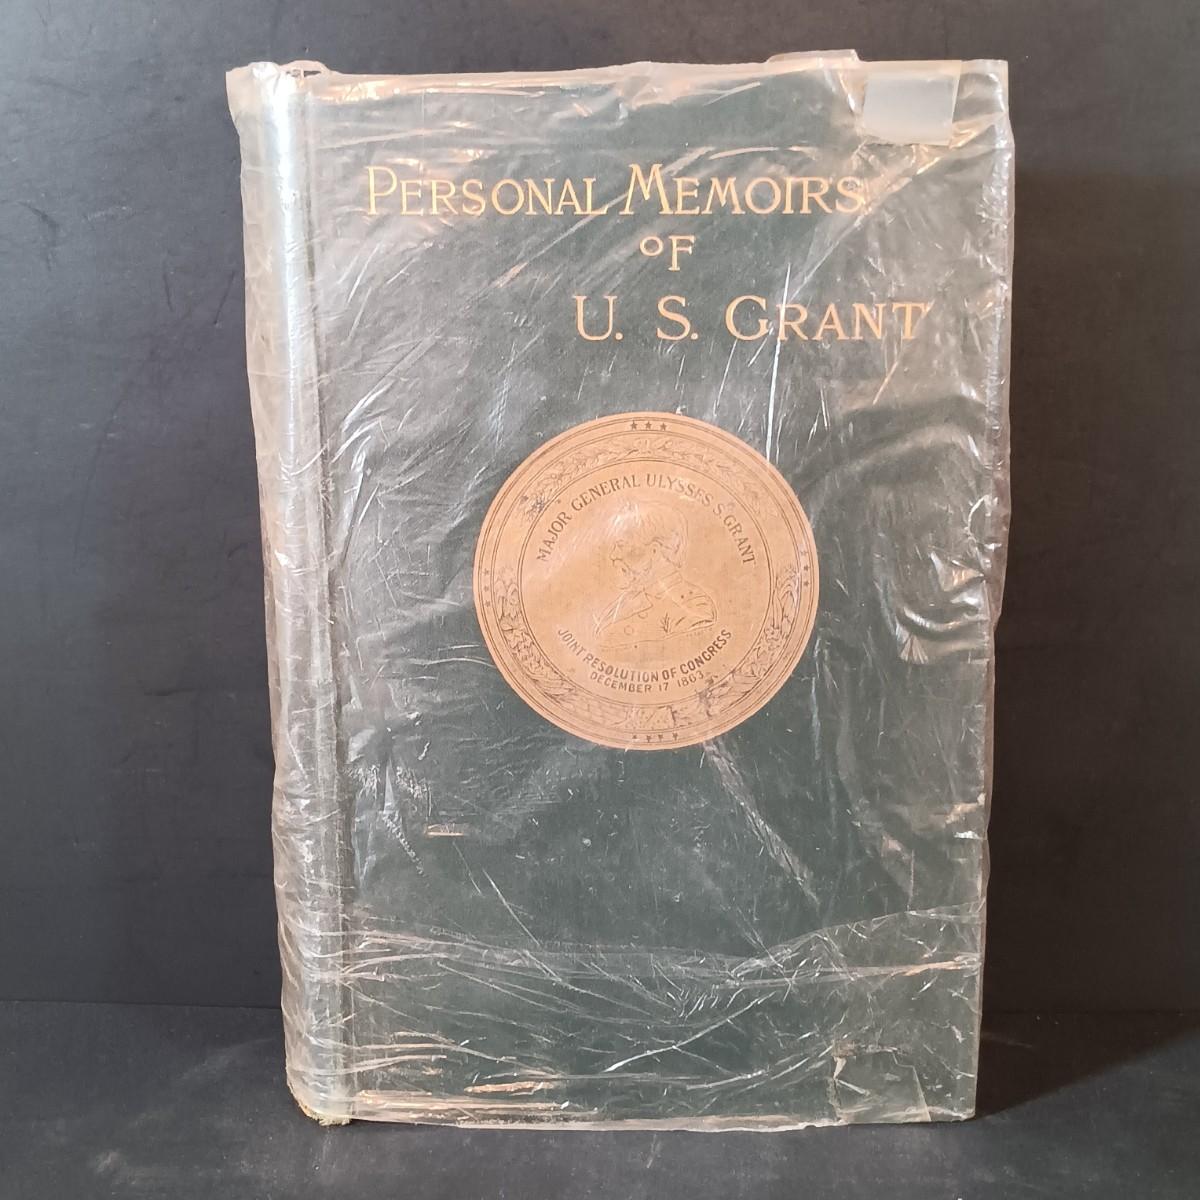 PERSONAL MEMOIRS
OF
U. S. GRANT
MAJOR GENERAL ULYSSES S. GRANT
JOINT RESOLUTION OF CONGRESS
DECEMBER 17 1863